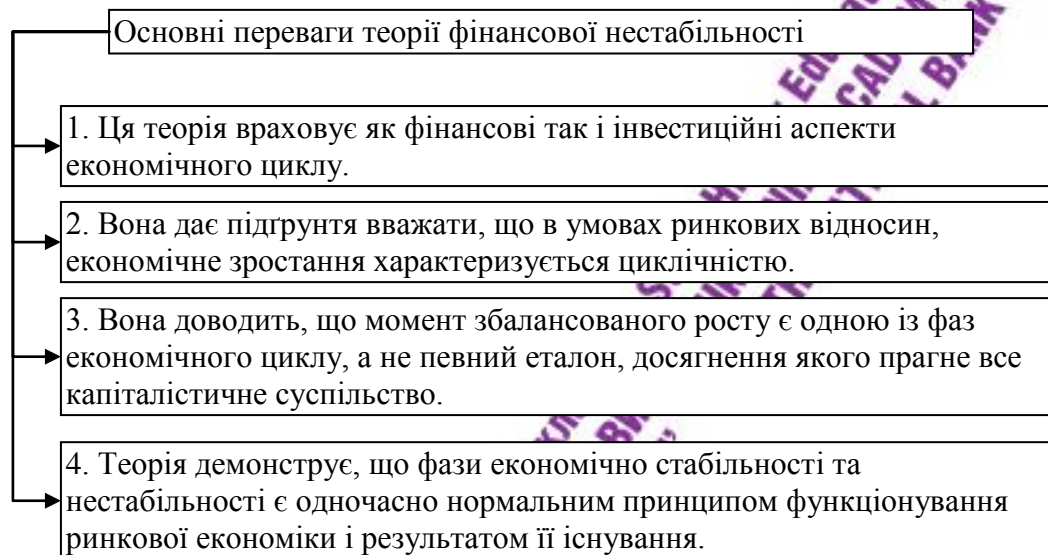 Основні переваги теорії фінансової нестабільності
1. Ця теорія враховує як фінансові так і інвестиційні аспекти
економічного циклу.
2. Вона дає підґрунтя вважати, що в умовах ринкових відносин,
економічне зростання характеризується циклічністю.
3. Вона доводить, що момент збалансованого росту є одною із фаз
економічного циклу, а не певний еталон, досягнення якого прагне все
капіталістичне суспільство.
4. Теорія демонструє, що фази економічно стабільності та
нестабільності є одночасно нормальним принципом функціонування
ринкової економіки і результатом її існування.